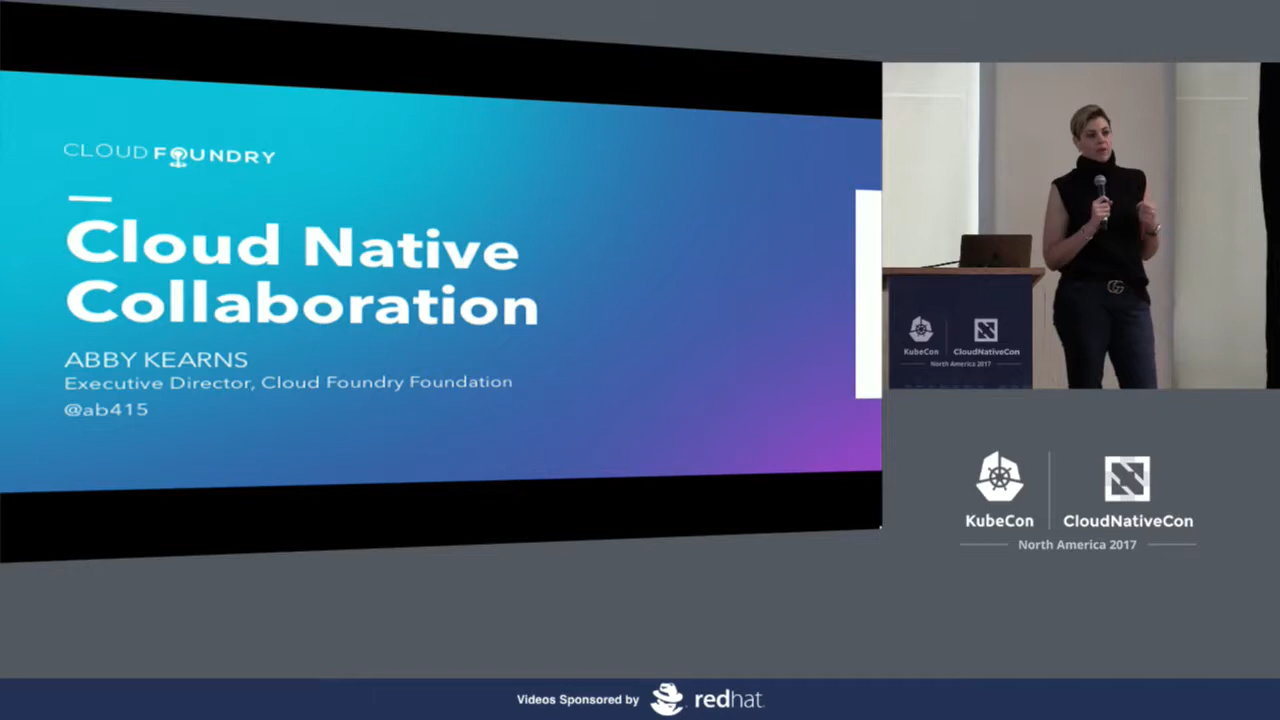 CLOUD FOUNDRY
Cloud Native
Collaboration
ABBY KEARNS
Executive Director, Cloud Foundry Foundation
@ab415
KubeCon
CloudNativeCon
North America 2017
KubeCon
CloudNativeCon
North America 2017
Videos Sponsored by
redhat.